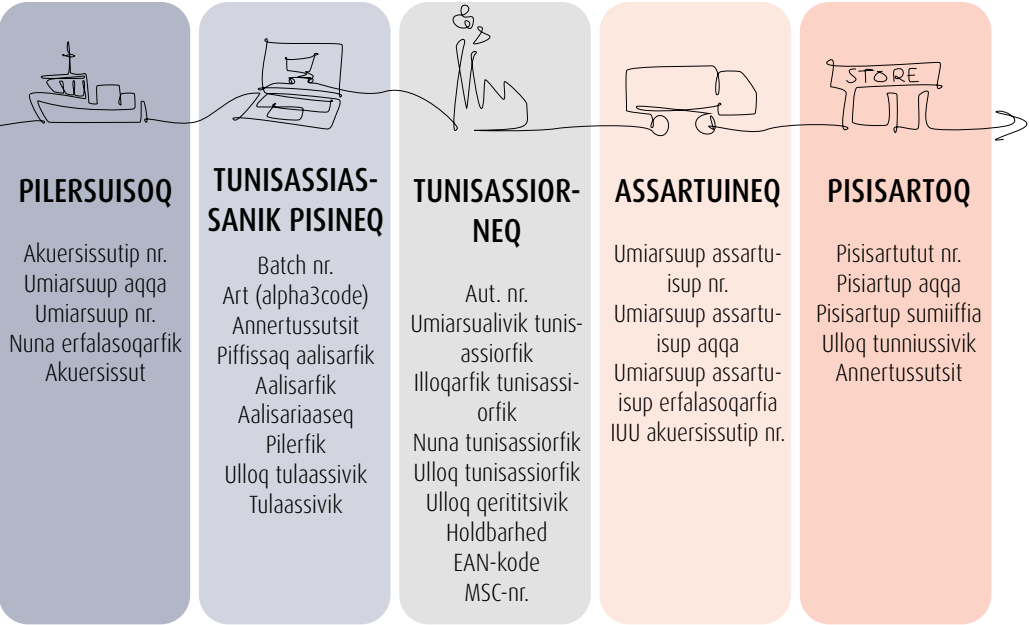 STORE
PILERSUISOQ
Akuersissutip nr.
Umiarsuup aqqa
Umiarsuup nr.
Nuna erfalasoqarfik
Akuersissut
TUNISASSIAS-
SANIK PISINEQ
Batch nr.
Art (alpha3code)
Annertussutsit
Piffissaq aalisarfik
Aalisarfik
Aalisariaaseq
Pilerfik
Ulloq tulaassivik
Tulaassivik
TUNISASSIOR-
NEQ
Aut. nr.
Umiarsualivik tunis-
assiorfik
Illoqarfik tunisassi-
orfik
Nuna tunisassiorfik
Ulloq tunisassiorfik
Ulloq qerititsivik
Holdbarhed
EAN-kode
MSC-nr.
ASSARTUINEQ
Umiarsuup assartu-
isup nr.
Umiarsuup assartu-
isup aqqa
Umiarsuup assartu-
isup erfalasoqarfia
IUU akuersissutip nr.
PISISARTOQ
Pisisartutut nr.
Pisiartup aqqa
Pisisartup sumiiffia
Ulloq tunniussivik
Annertussutsit